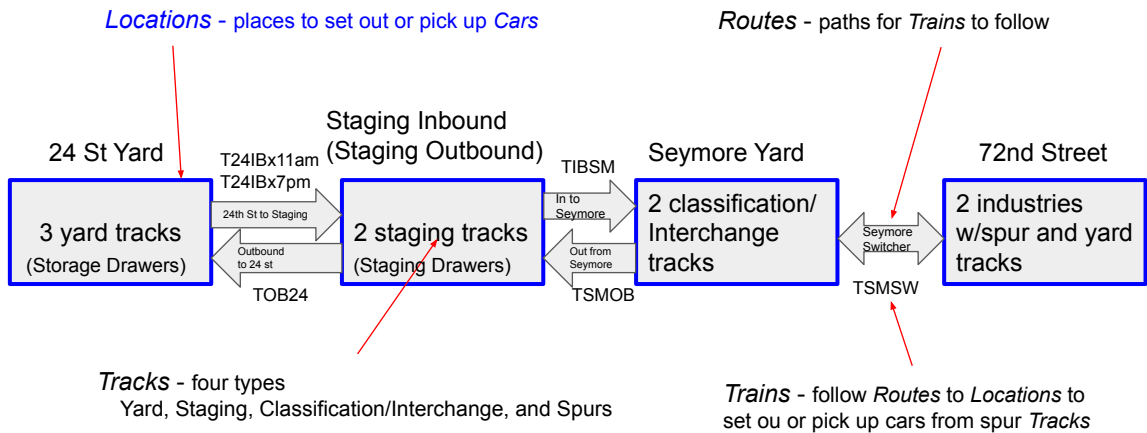 Locations - places to set out or pick up Cars
Routes - paths for Trains to follow
24 St Yard
Staging Inbound
(Staging Outbound)
Seymore Yard
72nd Street
T24IBx11am
T24IBx7pm
TIBSM
3 yard tracks
(Storage Drawers)
24th St to Staging
Outbound
to 24 st
TOB24
2 staging tracks
(Staging Drawers)
In to
Seymore
Out from
Seymore
TSMOB
2 classification/
Interchange
tracks
Seymore
Switcher
TSMSW
2 industries
w/spur and yard
tracks
Tracks - four types
Yard, Staging, Classification/Interchange, and Spurs
Trains - follow Routes to Locations to
set ou or pick up cars from spur Tracks